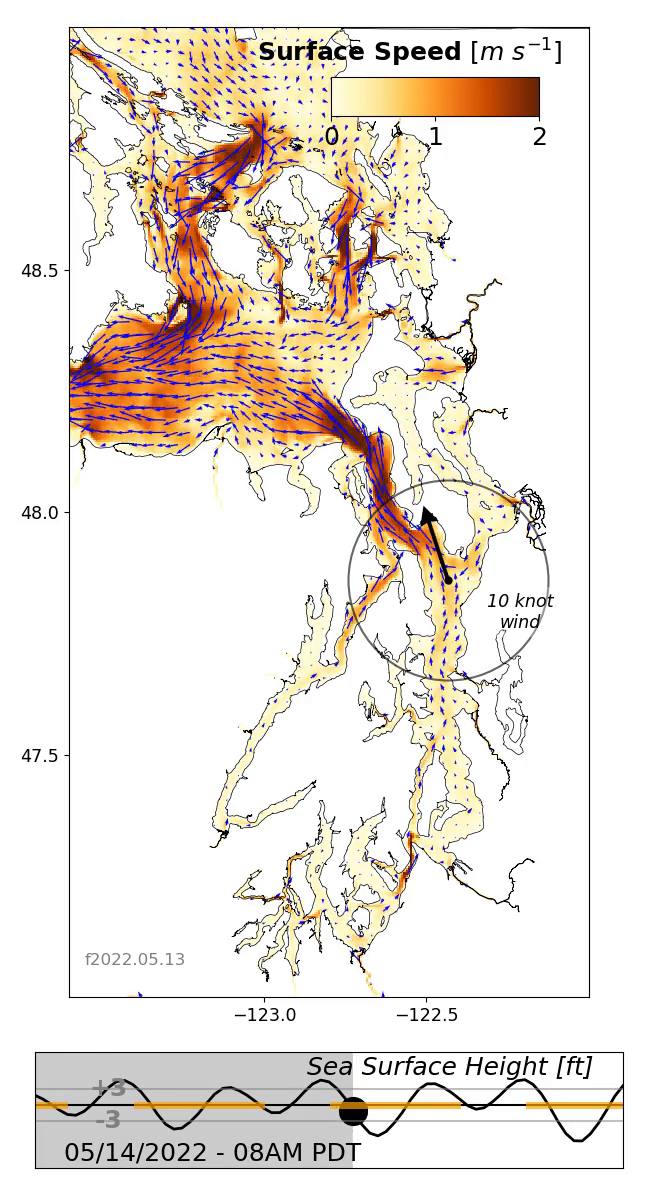 Surface Speed [m s⁻¹]
0 1 2
48.5
48.0
10 knot
wind
47.5
f2022.05.13
−123.0 −122.5
Sea Surface Height [ft]
+3
-3
05/14/2022 - 08AM PDT